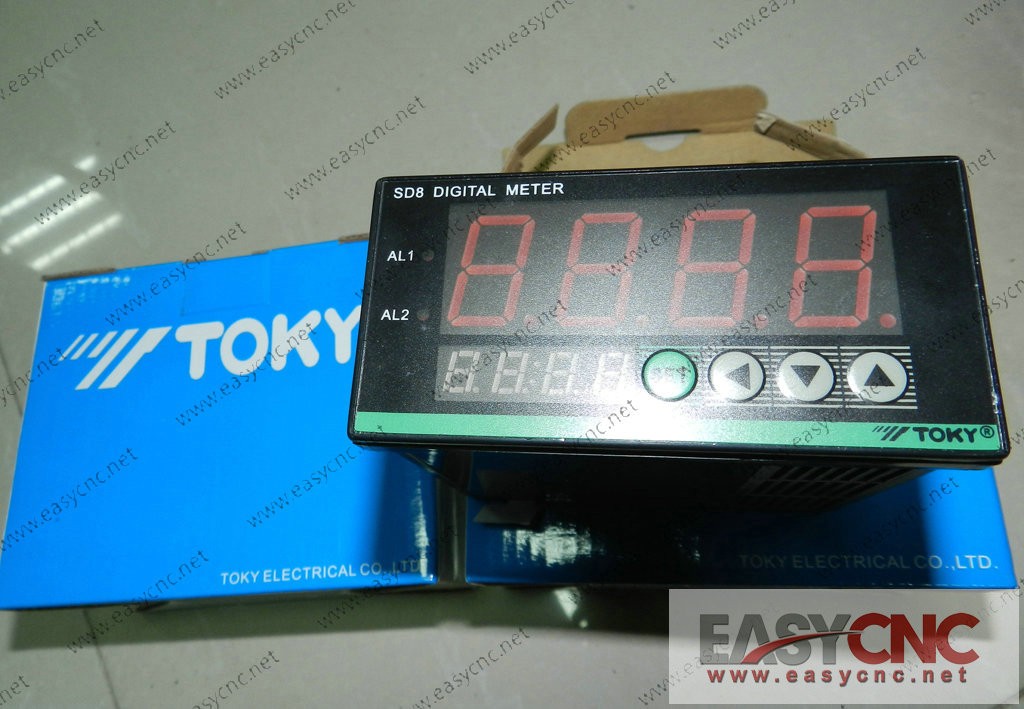 SD8 DIGITAL METER
AL1
AL2
SET
TOKY®
TOKY
TOKY ELECTRICAL CO.,LTD.
TOKY ELECTRICAL CO.,LTD.
EASYCNC
www.easycnc.net
www.easycnc.net